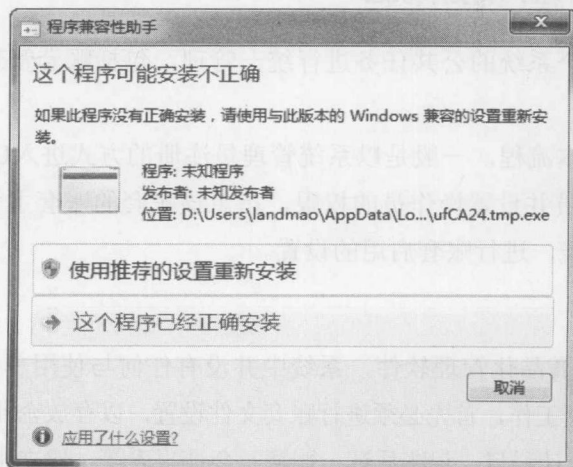 程序兼容性助手
这个程序可能安装不正确
如果此程序没有正确安装，请使用与此版本的 Windows 兼容的设置重新安
装。
程序: 未知程序
发布者: 未知发布者
位置: D:\Users\landmao\AppData\Lo...\ufCA24.tmp.exe
使用推荐的设置重新安装
这个程序已经正确安装
取消
应用了什么设置?